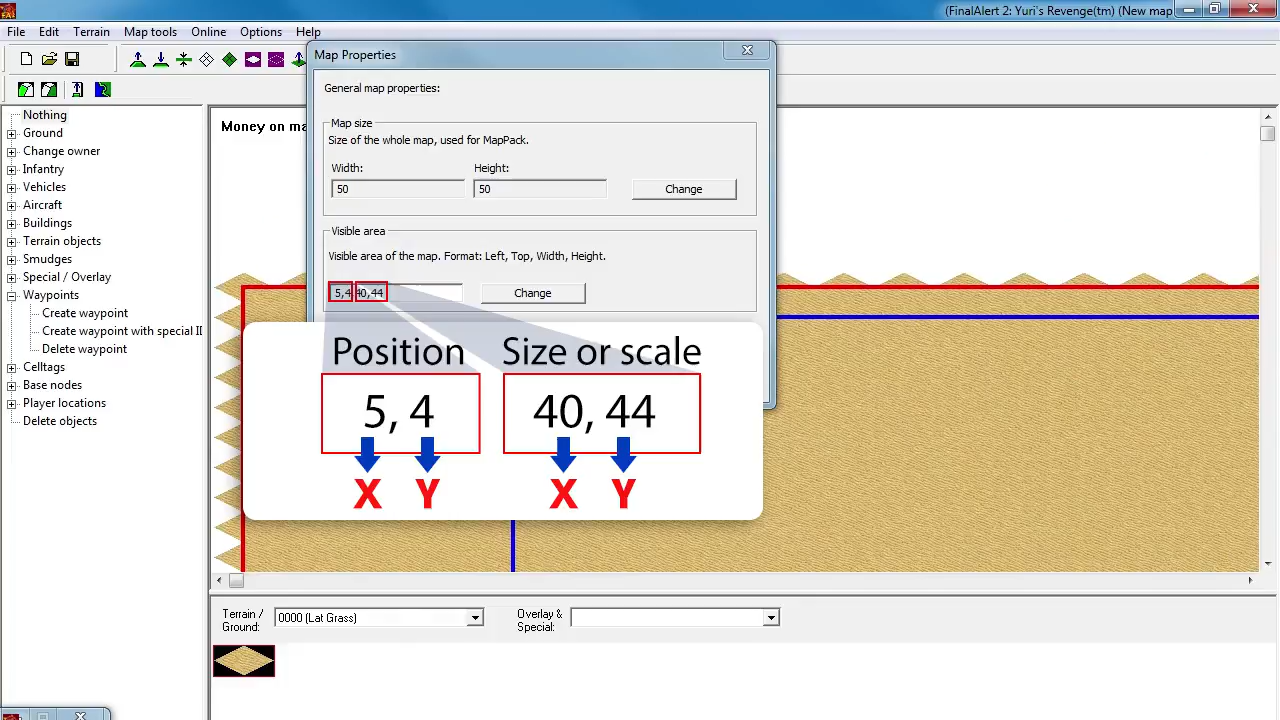 (FinalAlert 2: Yuri's Revenge(tm) (New map
File Edit Terrain Map tools Online Options Help
Map Properties
General map properties:
Nothing
Ground
Change owner
Infantry
Vehicles
Aircraft
Buildings
Terrain objects
Smudges
Special / Overlay
Waypoints
Create waypoint
Create waypoint with special
Delete waypoint
Celltags
Base nodes
Player locations
Delete objects
Money on ma
Map size
Size of the whole map, used for MapPack.
Width: Height:
50 50 Change
Visible area
Visible area of the map. Format: Left, Top, Width, Height.
5,4,40,44 Change
Position Size or scale
5, 4 40, 44
X Y X Y
Terrain / Ground:
0000 (Lat Grass)
Overlay & Special: